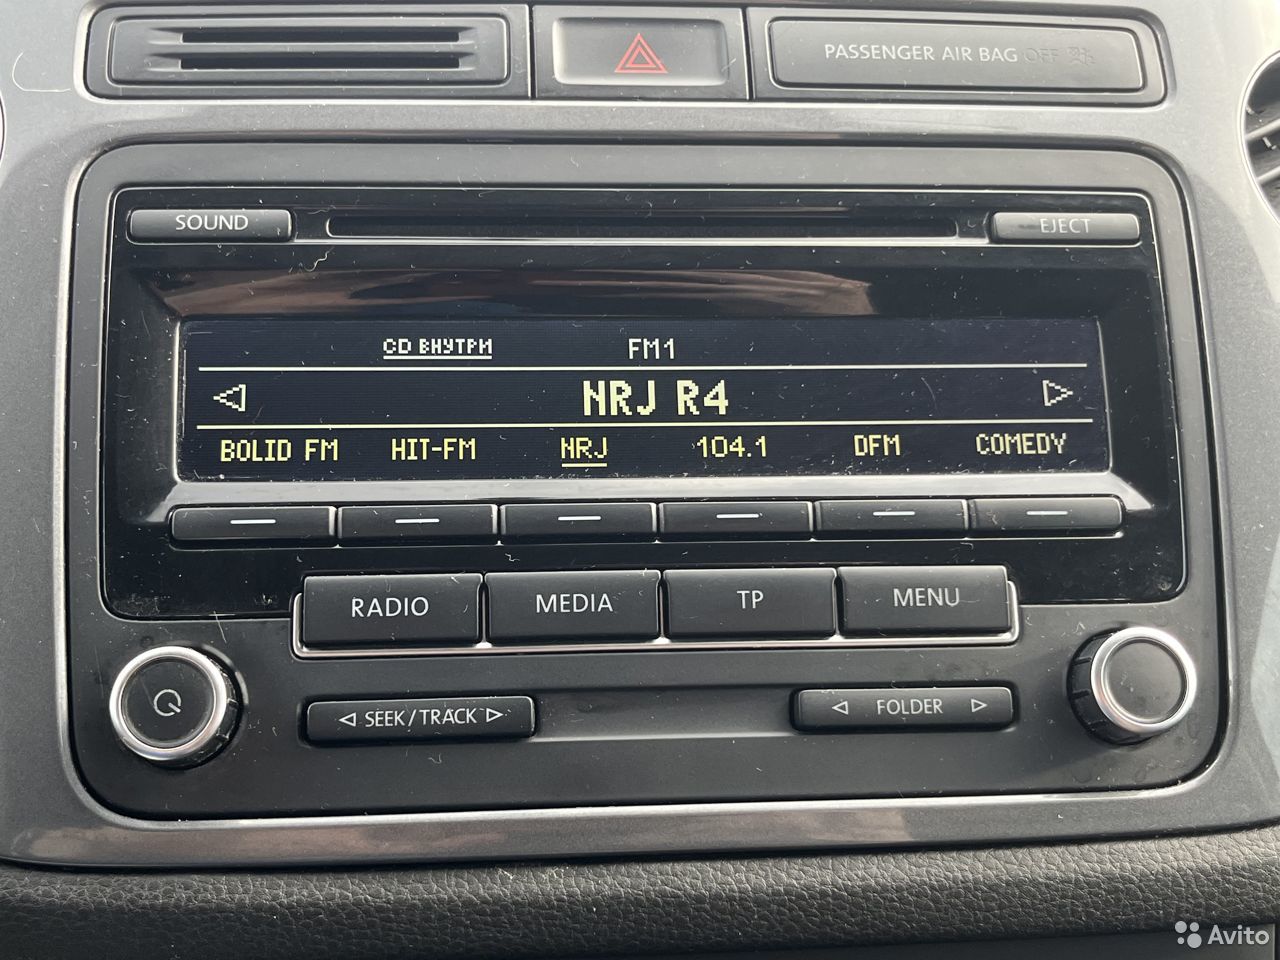 PASSENGER AIR BAG OFF
SOUND
EJECT
CD ВНУТРИ FM1
NRJ R4
BOLID FM HIT-FM NRJ 104.1 DFM COMEDY
RADIO MEDIA TP MENU
SEEK/TRACK FOLDER
Avito